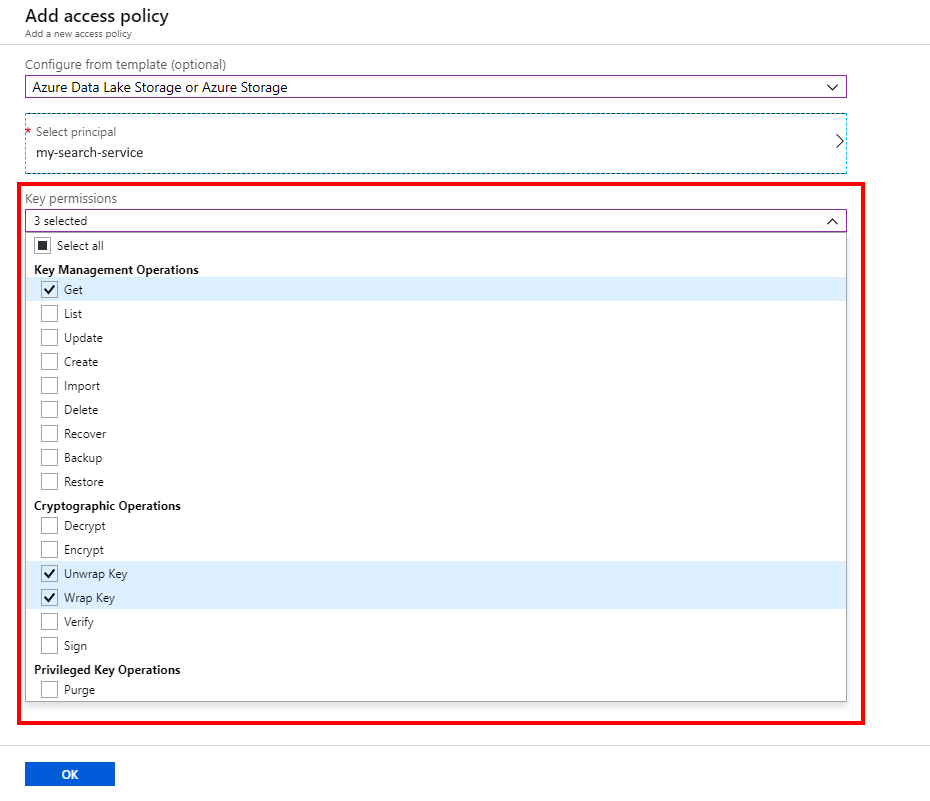 Add access policy
Add a new access policy
Configure from template (optional)
Azure Data Lake Storage or Azure Storage
* Select principal
my-search-service
Key permissions
3 selected
Select all
Key Management Operations
Get
List
Update
Create
Import
Delete
Recover
Backup
Restore
Cryptographic Operations
Decrypt
Encrypt
Unwrap Key
Wrap Key
Verify
Sign
Privileged Key Operations
Purge
OK